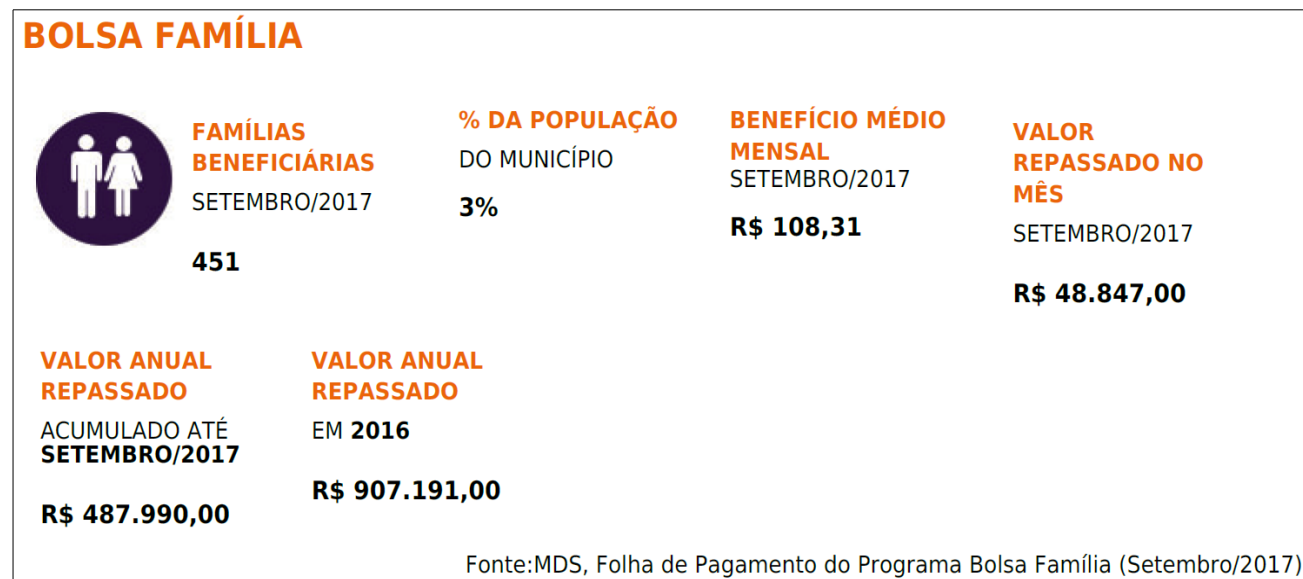 BOLSA FAMÍLIA
FAMÍLIAS
BENEFICIÁRIAS
SETEMBRO/2017
451
% DA POPULAÇÃO
DO MUNICÍPIO
3%
BENEFÍCIO MÉDIO
MENSAL
SETEMBRO/2017
R$ 108,31
VALOR
REPASSADO NO
MÊS
SETEMBRO/2017
R$ 48.847,00
VALOR ANUAL
REPASSADO
ACUMULADO ATÉ
SETEMBRO/2017
R$ 487.990,00
VALOR ANUAL
REPASSADO
EM 2016
R$ 907.191,00
Fonte:MDS, Folha de Pagamento do Programa Bolsa Família (Setembro/2017)